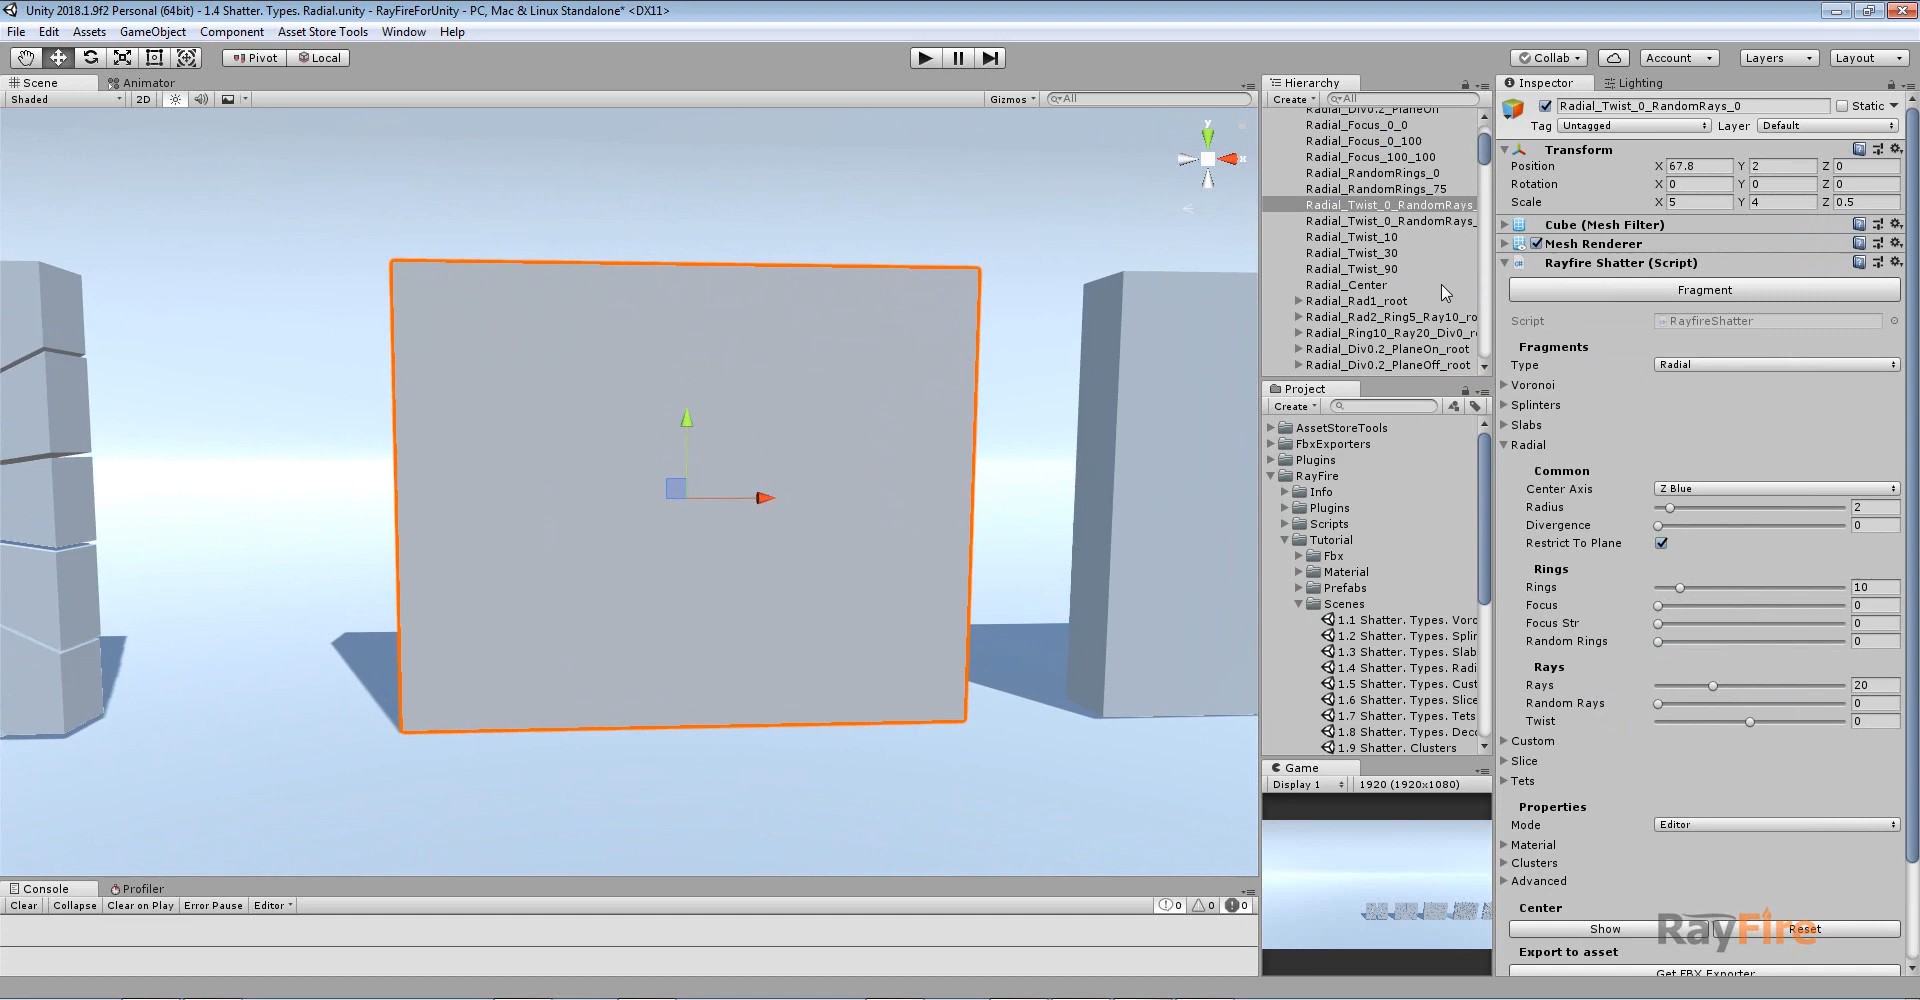 Unity 2018.1.9f2 Personal (64bit) - 1.4 Shatter. Types. Radial.unity - RayFireForUnity - PC, Mac & Linux Standalone* <DX11>
File Edit Assets GameObject Component Asset Store Tools Window Help
Pivot Local Collab Account Layers Layout
Scene Animator
Shaded 2D Gizmos All
y
x
Hierarchy
Create All
Radial_Div0.2_PlaneOff
Radial_Focus_0_0
Radial_Focus_0_100
Radial_Focus_100_100
Radial_RandomRings_0
Radial_RandomRings_75
Radial_Twist_0_RandomRays_
Radial_Twist_0_RandomRays_
Radial_Twist_10
Radial_Twist_30
Radial_Twist_90
Radial_Center
Radial_Rad1_root
Radial_Rad2_Ring5_Ray10_ro
Radial_Ring10_Ray20_Div0_r
Radial_Div0.2_PlaneOn_root
Radial_Div0.2_PlaneOff_root
Project
Create
AssetStoreTools
FbxExporters
Plugins
RayFire
Info
Plugins
Scripts
Tutorial
Fbx
Material
Prefabs
Scenes
1.1 Shatter. Types. Voro
1.2 Shatter. Types. Splin
1.3 Shatter. Types. Slab
1.4 Shatter. Types. Radi
1.5 Shatter. Types. Cust
1.6 Shatter. Types. Slice
1.7 Shatter. Types. Tets
1.8 Shatter. Types. Deco
1.9 Shatter. Clusters
Game
Display 1 1920 (1920x1080)
Inspector Lighting
Radial_Twist_0_RandomRays_0 Static
Tag Untagged Layer Default
Transform
Position X 67.8 Y 2 Z 0
Rotation X 0 Y 0 Z 0
Scale X 5 Y 4 Z 0.5
Cube (Mesh Filter)
Mesh Renderer
Rayfire Shatter (Script)
Fragment
Script RayfireShatter
Fragments
Type Radial
Voronoi
Splinters
Slabs
Radial
Common
Center Axis Z Blue
Radius 2
Divergence 0
Restrict To Plane
Rings
Rings 10
Focus 0
Focus Str 0
Random Rings 0
Rays
Rays 20
Random Rays 0
Twist 0
Custom
Slice
Tets
Properties
Mode Editor
Material
Clusters
Advanced
Center
Show Reset
RayFire
Export to asset
Get FBX Exporter
Console Profiler
Clear Collapse Clear on Play Error Pause Editor 0 0 0